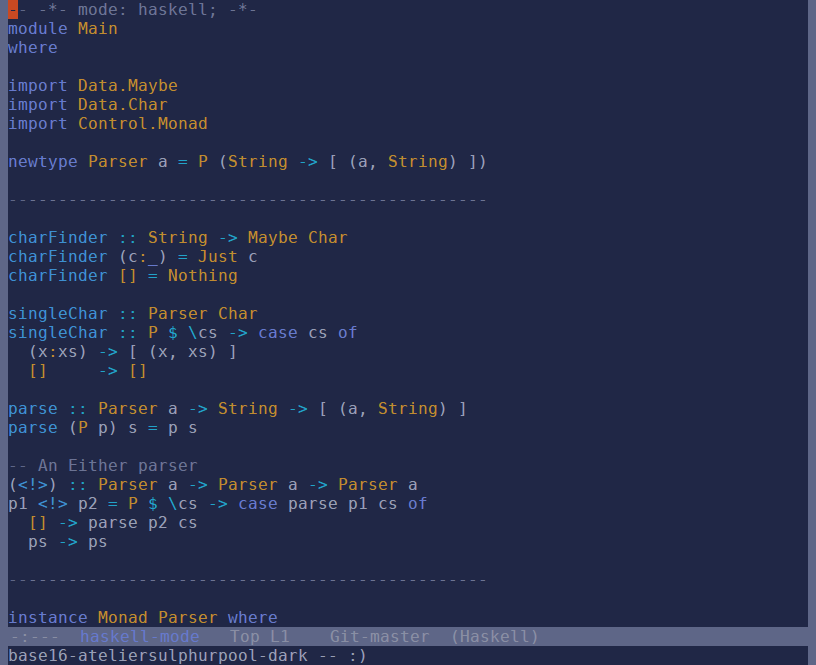 -- -*- mode: haskell; -*-
module Main
where
import Data.Maybe
import Data.Char
import Control.Monad
newtype Parser a = P (String -> [ (a, String) ])
------------------------------------------------
charFinder :: String -> Maybe Char
charFinder (c:_) = Just c
charFinder [] = Nothing
singleChar :: Parser Char
singleChar :: P $ \cs -> case cs of
  (x:xs) -> [ (x, xs) ]
  []     -> []
parse :: Parser a -> String -> [ (a, String) ]
parse (P p) s = p s
-- An Either parser
(<!>) :: Parser a -> Parser a -> Parser a
p1 <!> p2 = P $ \cs -> case parse p1 cs of
  [] -> parse p2 cs
  ps -> ps
------------------------------------------------
instance Monad Parser where
-:---  haskell-mode   Top L1    Git-master  (Haskell)
base16-ateliersulphurpool-dark -- :)